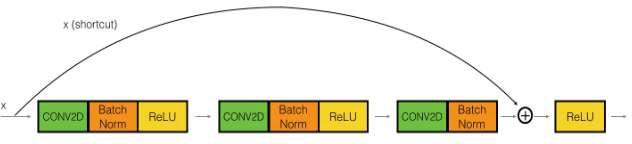 x (shortcut)
x
CONV2D Batch Norm ReLU
CONV2D Batch Norm ReLU
CONV2D Batch Norm
+
ReLU